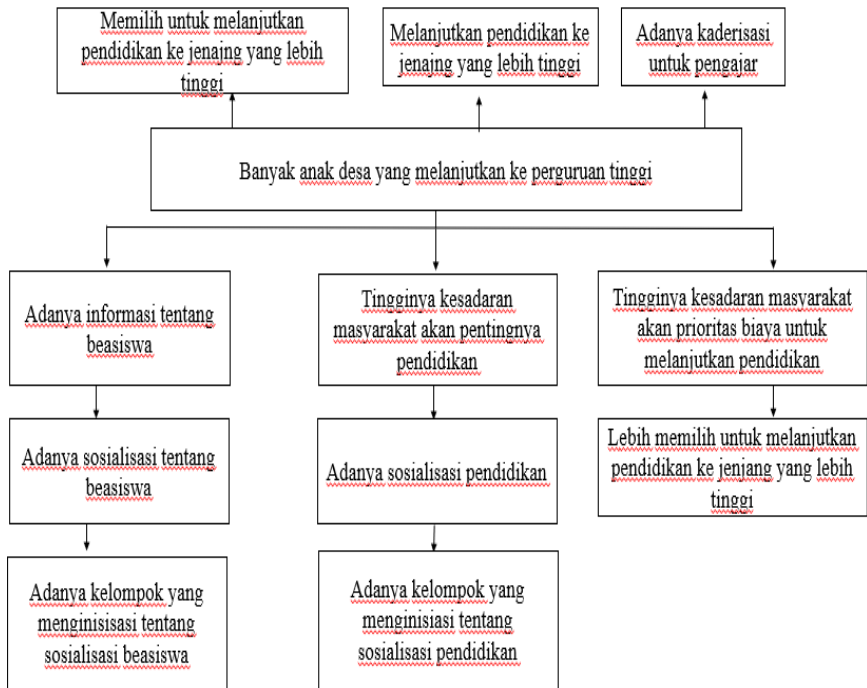 Memilih untuk melanjutkan
pendidikan ke jenajng yang lebih
tinggi
Melanjutkan pendidikan ke
jenajng yang lebih tinggi
Adanya kaderisasi
untuk pengajar
Banyak anak desa yang melanjutkan ke perguruan tinggi
Adanya informasi tentang
beasiswa
Tingginya kesadaran
masyarakat akan pentingnya
pendidikan
Tingginya kesadaran masyarakat
akan prioritas biaya untuk
melanjutkan pendidikan
Adanya sosialisasi tentang
beasiswa
Adanya sosialisasi pendidikan
Lebih memilih untuk melanjutkan
pendidikan ke jenjang yang lebih
tinggi
Adanya kelompok yang
menginisisasi tentang
sosialisasi beasiswa
Adanya kelompok yang
menginisiasi tentang
sosialisasi pendidikan